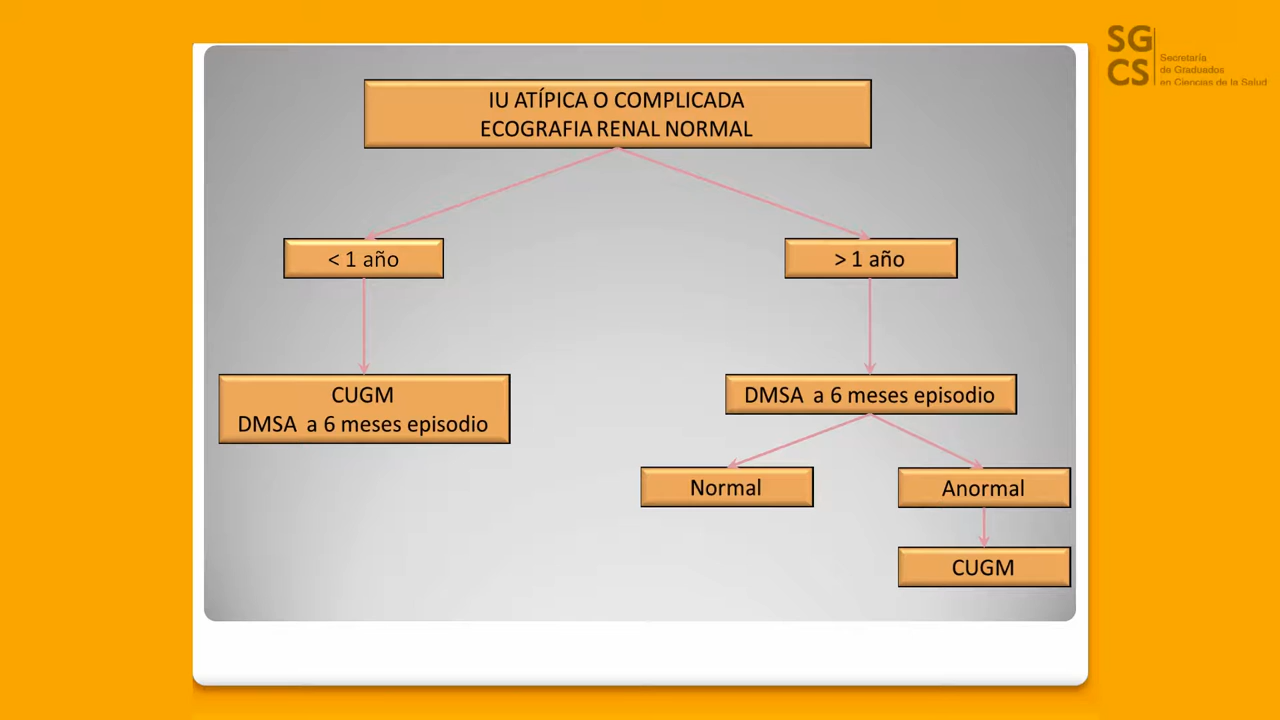 SG
CS
Secretaría
de Graduados
en Ciencias de la Salud
IU ATÍPICA O COMPLICADA
ECOGRAFIA RENAL NORMAL
< 1 año
> 1 año
CUGM
DMSA a 6 meses episodio
DMSA a 6 meses episodio
Normal
Anormal
CUGM